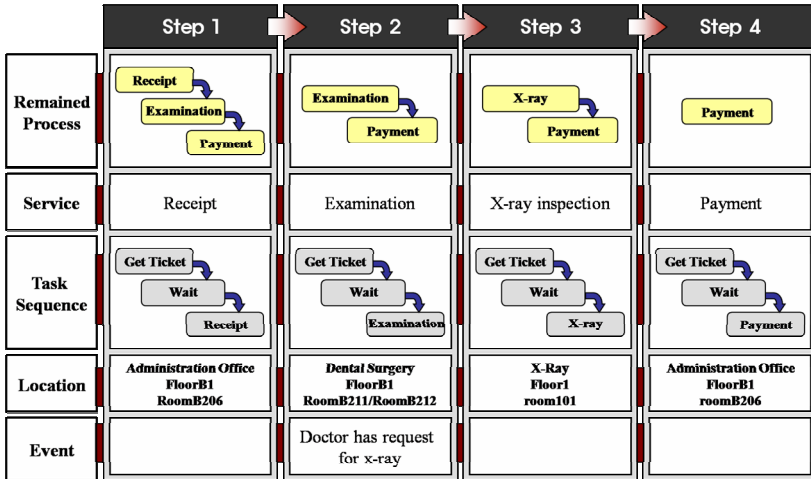 Step 1
Step 2
Step 3
Step 4
Remained
Process
Receipt
Examination
Payment
Examination
Payment
X-ray
Payment
Payment
Service
Receipt
Examination
X-ray inspection
Payment
Task
Sequence
Get Ticket
Wait
Receipt
Get Ticket
Wait
Examination
Get Ticket
Wait
X-ray
Get Ticket
Wait
Payment
Location
Administration Office
FloorB1
RoomB206
Dental Surgery
FloorB1
RoomB211/RoomB212
X-Ray
Floor1
room101
Administration Office
FloorB1
roomB206
Event
Doctor has request
for x-ray